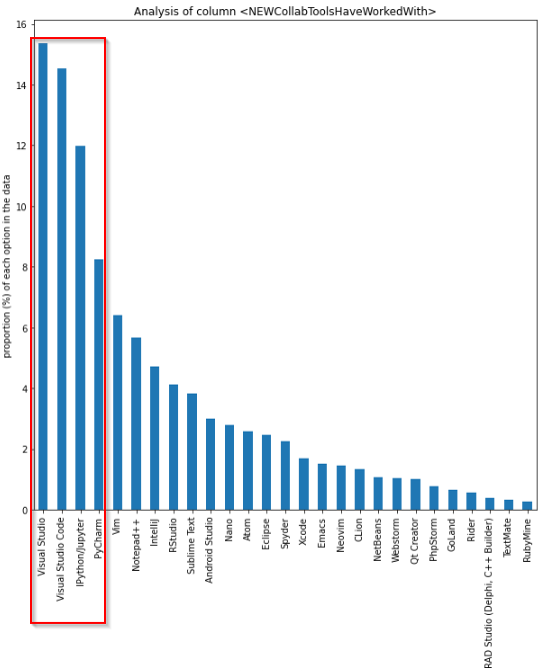 Analysis of column <NEWCollabToolsHaveWorkedWith>
proportion (%) of each option in the data
16
14
12
10
8
6
4
2
0
Visual Studio
Visual Studio Code
IPython/Jupyter
PyCharm
Vim
Notepad++
IntelliJ
RStudio
Sublime Text
Android Studio
Nano
Atom
Eclipse
Spyder
Xcode
Emacs
Neovim
CLion
NetBeans
Webstorm
Qt Creator
PhpStorm
GoLand
Rider
RAD Studio (Delphi, C++ Builder)
TextMate
RubyMine